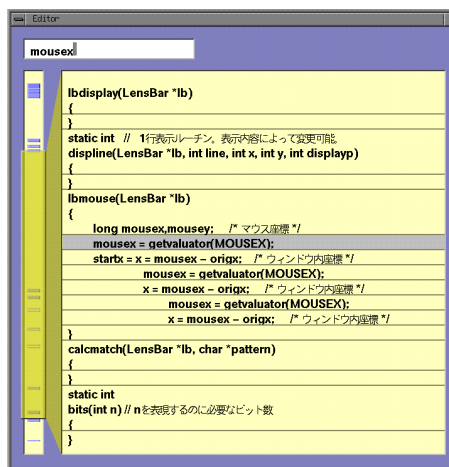 Editor
mousex
lbdisplay(LensBar *lb)
{
}
static int // 1行表示ルーチン。表示内容によって変更可能。
displine(LensBar *lb, int line, int x, int y, int displayp)
{
}
lbmouse(LensBar *lb)
{
long mousex,mousey; /* マウス座標 */
mousex = getvaluator(MOUSEX);
startx = x = mousex – origx; /* ウィンドウ内座標 */
mousex = getvaluator(MOUSEX);
x = mousex – origx; /* ウィンドウ内座標 */
mousex = getvaluator(MOUSEX);
x = mousex – origx; /* ウィンドウ内座標 */
}
calcmatch(LensBar *lb, char *pattern)
{
}
static int
bits(int n) // nを表現するのに必要なビット数
{
}